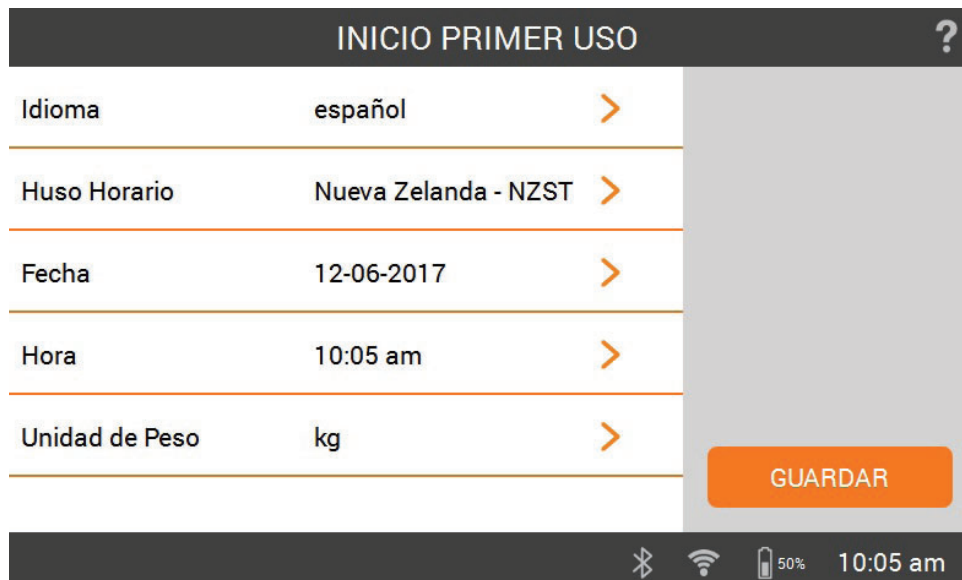 INICIO PRIMER USO ?
Idioma español
Huso Horario Nueva Zelanda - NZST
Fecha 12-06-2017
Hora 10:05 am
Unidad de Peso kg
GUARDAR
50% 10:05 am